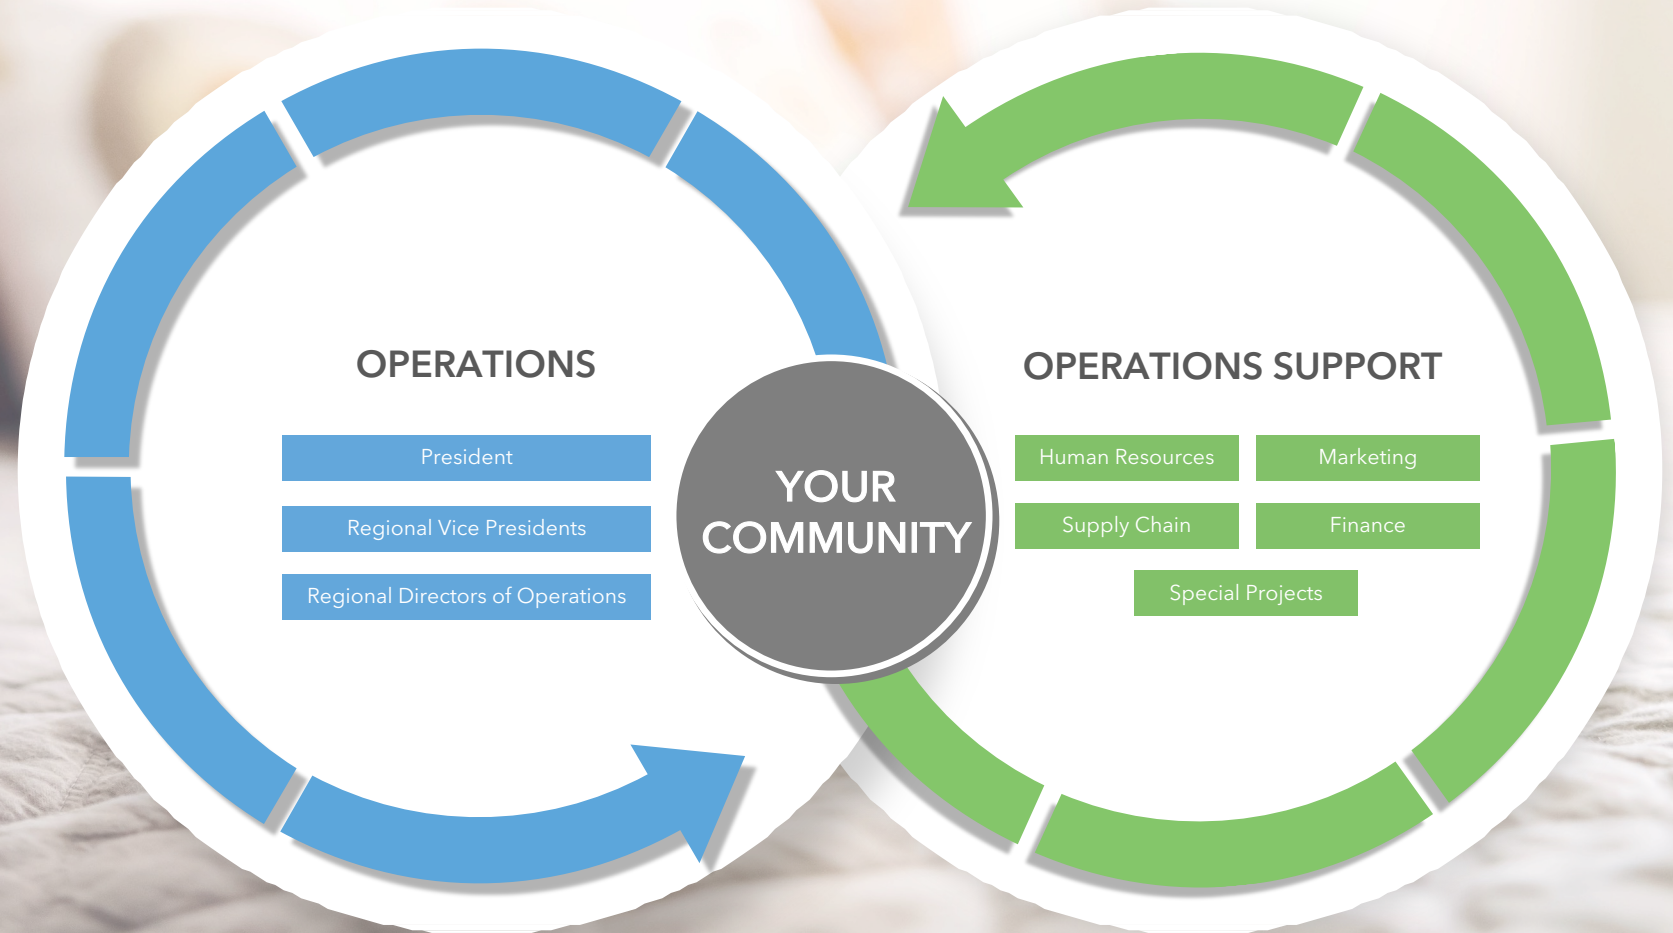 OPERATIONS
President
Regional Vice Presidents
Regional Directors of Operations
YOUR
COMMUNITY
OPERATIONS SUPPORT
Human Resources
Marketing
Supply Chain
Finance
Special Projects